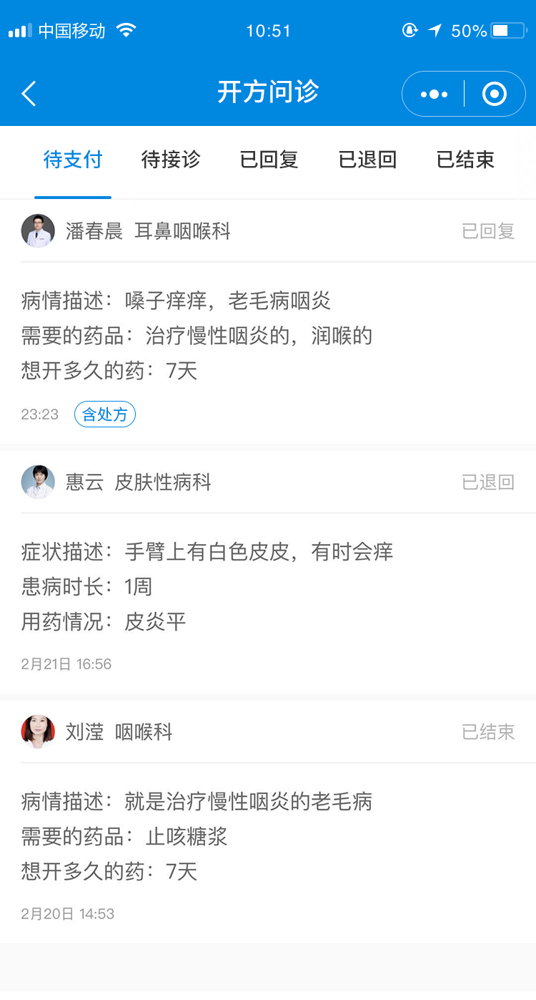 中国移动 10:51 50%
开方问诊
待支付 待接诊 已回复 已退回 已结束
潘春晨 耳鼻咽喉科 已回复
病情描述：嗓子痒痒，老毛病咽炎
需要的药品：治疗慢性咽炎的，润喉的
想开多久的药：7天
23:23 含处方
惠云 皮肤性病科 已退回
症状描述：手臂上有白色皮皮，有时会痒
患病时长：1周
用药情况：皮炎平
2月21日 16:56
刘滢 咽喉科 已结束
病情描述：就是治疗慢性咽炎的老毛病
需要的药品：止咳糖浆
想开多久的药：7天
2月20日 14:53